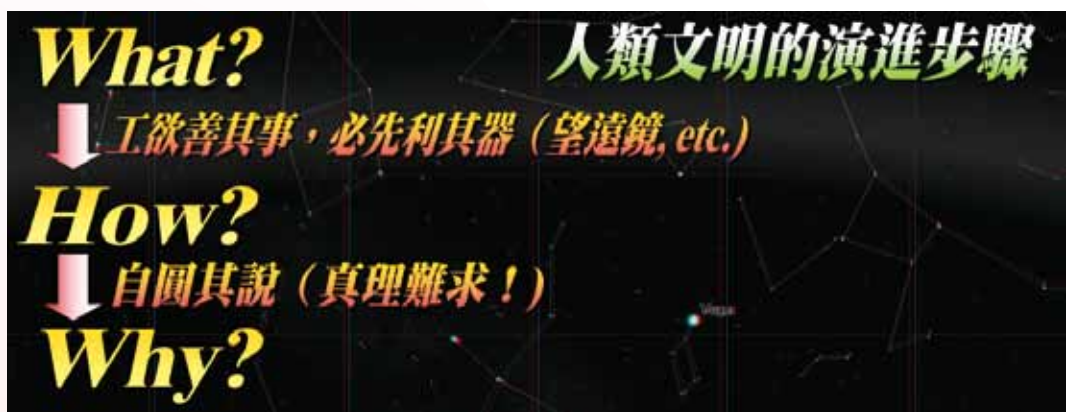 人類文明的演進步驟
What?
工欲善其事，必先利其器（望遠鏡, etc.）
How?
自圓其說（真理難求！）
Why?
Vega